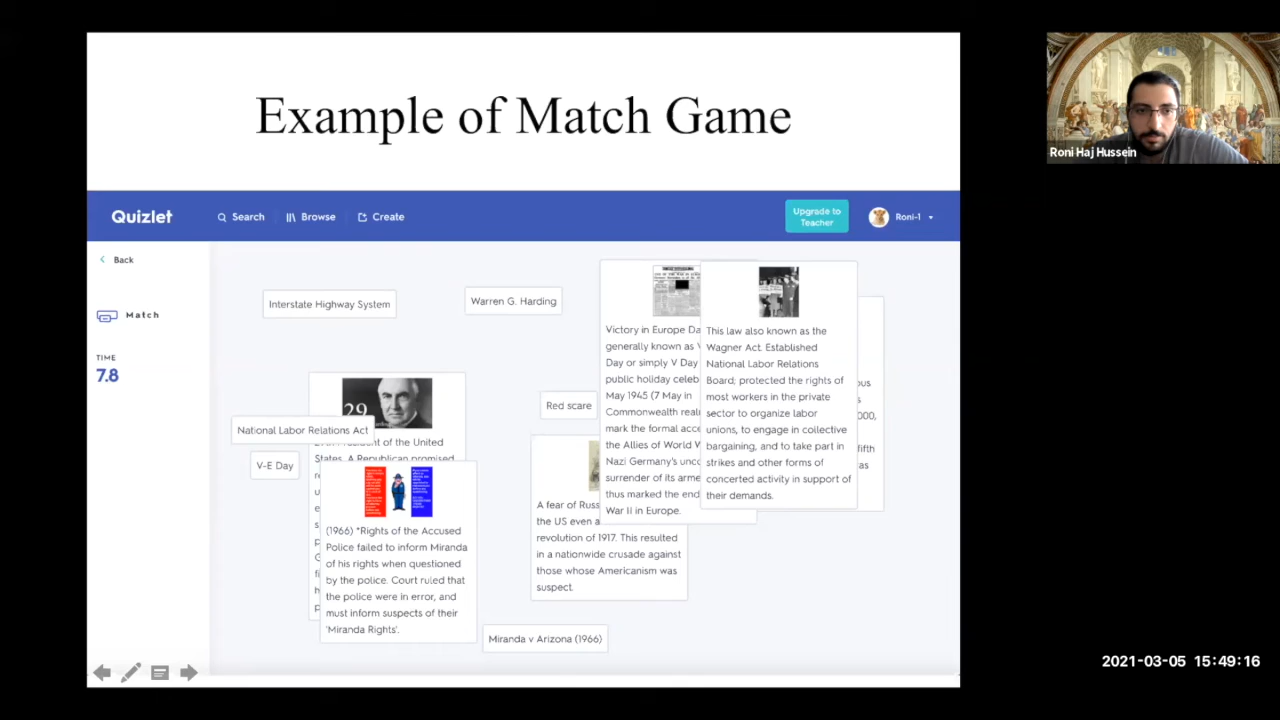 Example of Match Game
Quizlet
Search
Browse
Create
Upgrade to
Teacher
Roni-1
Back
Match
TIME
7.8
Interstate Highway System
Warren G. Harding
29
National Labor Relations Act
of the United
States. A Republican promised
V-E Day
(1966) *Rights of the Accused
Police failed to inform Miranda
of his rights when questioned
by the police. Court ruled that
the police were in error, and
must inform suspects of their
'Miranda Rights'.
Red scare
A fear of Russ
the US even a
revolution of 1917. This resulted
in a nationwide crusade against
those whose Americanism was
suspect.
Victory in Europe Da
generally known as V
Day or simply V Day
public holiday celeb
May 1945 (7 May in
Commonwealth real
mark the formal acce
the Allies of World W
Nazi Germany's unco
surrender of its arme
thus marked the end
War II in Europe.
This law also known as the
Wagner Act. Established
National Labor Relations
Board; protected the rights of
most workers in the private
sector to organize labor
unions, to engage in collective
bargaining, and to take part in
strikes and other forms of
concerted activity in support of
their demands.
ous
s
000,
fifth
as
Miranda v Arizona (1966)
Roni Haj Hussein
2021-03-05 15:49:16